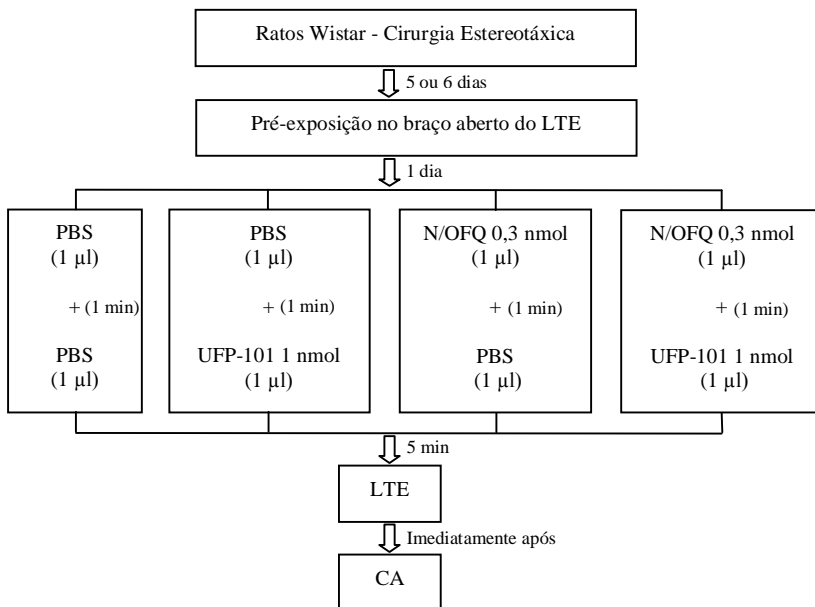 Ratos Wistar - Cirurgia Estereotáxica
5 ou 6 dias
Pré-exposição no braço aberto do LTE
1 dia
PBS
(1 µl)
+ (1 min)
PBS
(1 µl)
PBS
(1 µl)
+ (1 min)
UFP-101 1 nmol
(1 µl)
N/OFQ 0,3 nmol
(1 µl)
+ (1 min)
PBS
(1 µl)
N/OFQ 0,3 nmol
(1 µl)
+ (1 min)
UFP-101 1 nmol
(1 µl)
5 min
LTE
Imediatamente após
CA